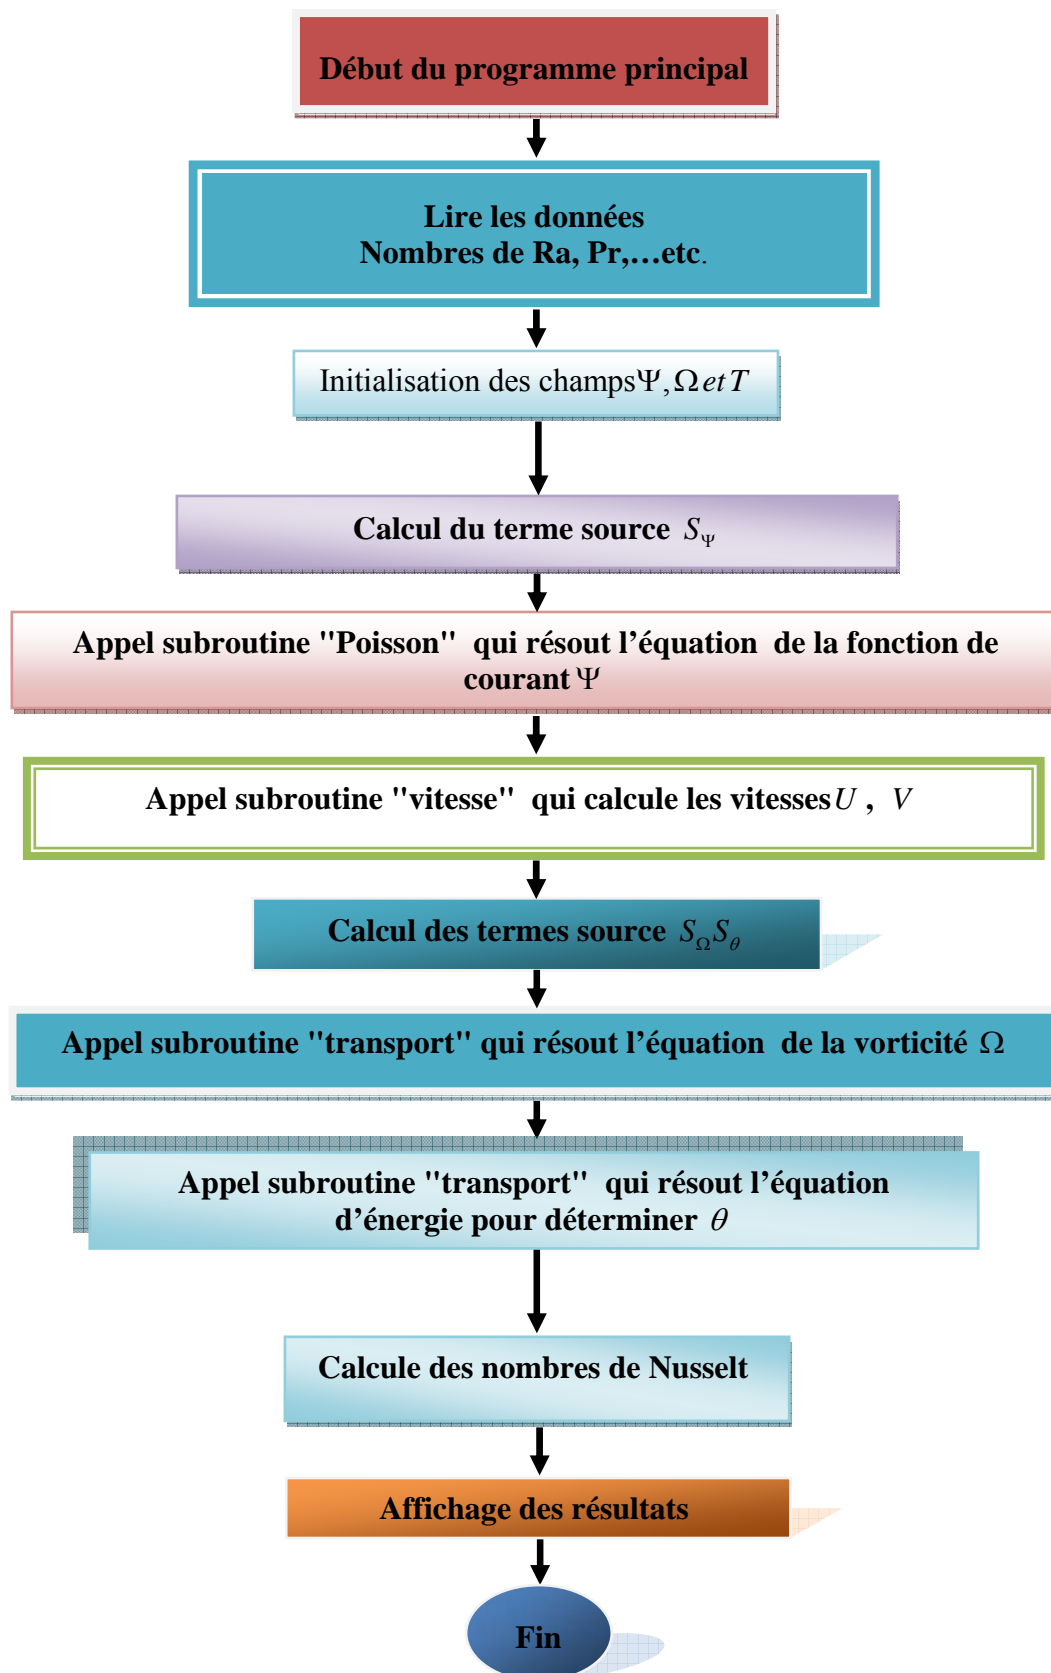 Début du programme principal
Lire les données
Nombres de Ra, Pr,…etc.
Initialisation des champs Ψ, Ω et T
Calcul du terme source S_Ψ
Appel subroutine "Poisson" qui résout l’équation de la fonction de
courant Ψ
Appel subroutine "vitesse" qui calcule les vitesses U , V
Calcul des termes source S_Ω S_θ
Appel subroutine "transport" qui résout l’équation de la vorticité Ω
Appel subroutine "transport" qui résout l’équation
d’énergie pour déterminer θ
Calcule des nombres de Nusselt
Affichage des résultats
Fin